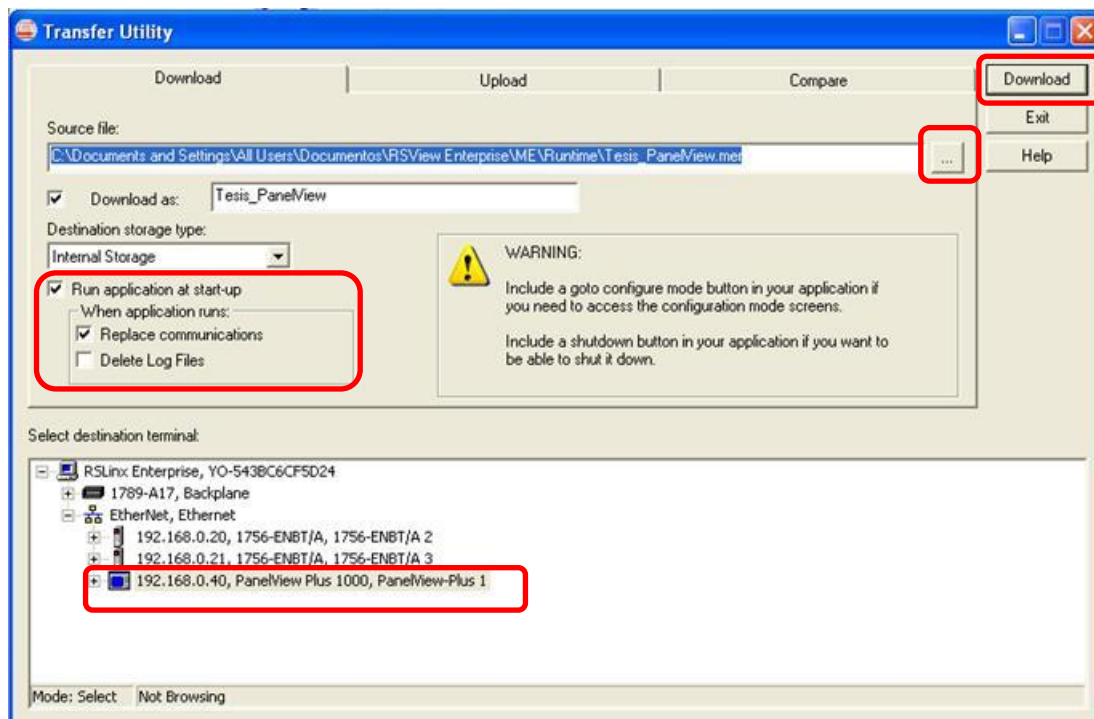 Transfer Utility
Download
Upload
Compare
Download
Source file:
C:\Documents and Settings\All Users\Documentos\RSView Enterprise\ME\Runtime\Tesis_PanelView.mer
...
Exit
Help
Download as:
Tesis_PanelView
Destination storage type:
Internal Storage
Run application at start-up
When application runs:
Replace communications
Delete Log Files
WARNING:
Include a goto configure mode button in your application if
you need to access the configuration mode screens.
Include a shutdown button in your application if you want to
be able to shut it down.
Select destination terminal:
RSLinx Enterprise, YO-543BC6CF5D24
1789-A17, Backplane
EtherNet, Ethernet
192.168.0.20, 1756-ENBT/A, 1756-ENBT/A 2
192.168.0.21, 1756-ENBT/A, 1756-ENBT/A 3
192.168.0.40, PanelView Plus 1000, PanelView-Plus 1
Mode: Select
Not Browsing